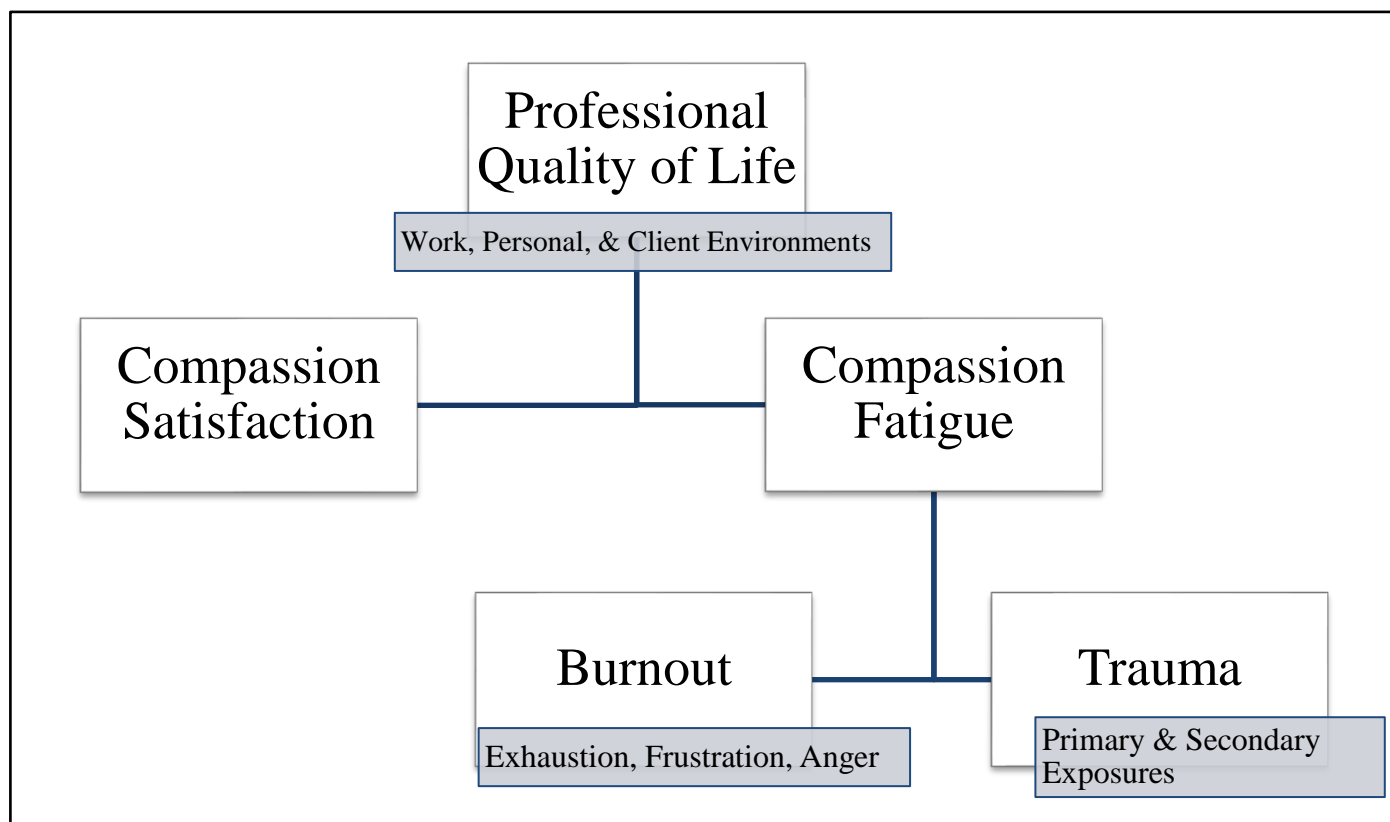 Professional
Quality of Life
Work, Personal, & Client Environments
Compassion
Satisfaction
Compassion
Fatigue
Burnout
Exhaustion, Frustration, Anger
Trauma
Primary & Secondary
Exposures